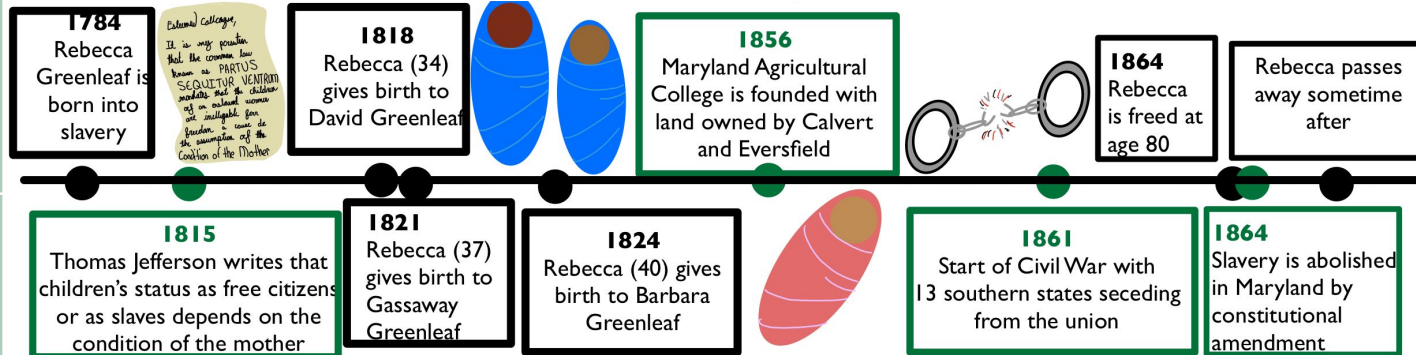 1784
Rebecca
Greenleaf is
born into
slavery
Esteemed Colleague,
It is my position
that the common law
known as PARTUS
SEQUITUR VENTROM
mandates that the children
of an enslaved woman
are ineligible for
freedom a cause de
the assumption of the
Condition of the Mother
1818
Rebecca (34)
gives birth to
David Greenleaf
1856
Maryland Agricultural
College is founded with
land owned by Calvert
and Eversfield
1864
Rebecca
is freed at
age 80
Rebecca passes
away sometime
after
1815
Thomas Jefferson writes that
children's status as free citizens
or as slaves depends on the
condition of the mother
1821
Rebecca (37)
gives birth to
Gassaway
Greenleaf
1824
Rebecca (40) gives
birth to Barbara
Greenleaf
1861
Start of Civil War with
13 southern states seceding
from the union
1864
Slavery is abolished
in Maryland by
constitutional
amendment